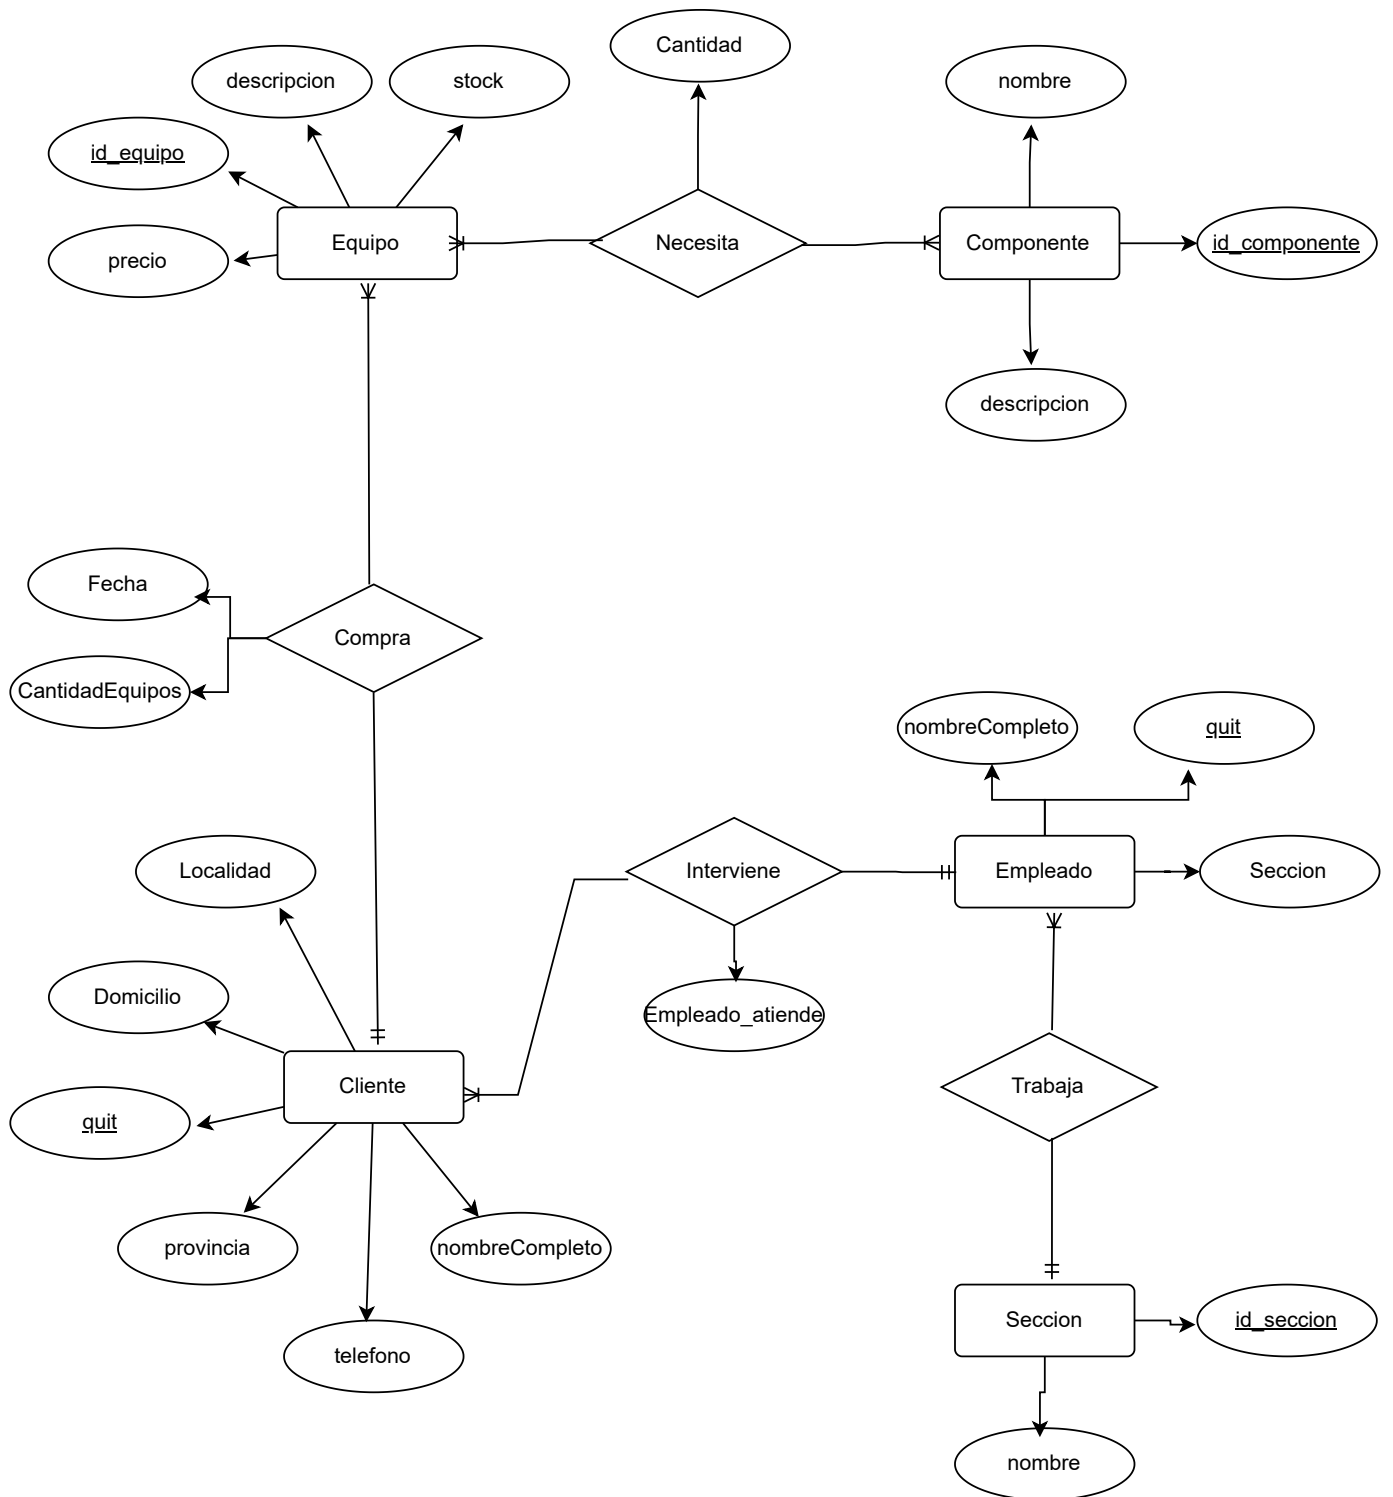 Cantidad
descripcion
stock
nombre
id_equipo
Equipo
Necesita
Componente
id_componente
precio
descripcion
Fecha
Compra
CantidadEquipos
nombreCompleto
quit
Localidad
Interviene
Empleado
Seccion
Domicilio
Empleado_atiende
Cliente
Trabaja
quit
provincia
nombreCompleto
telefono
Seccion
id_seccion
nombre